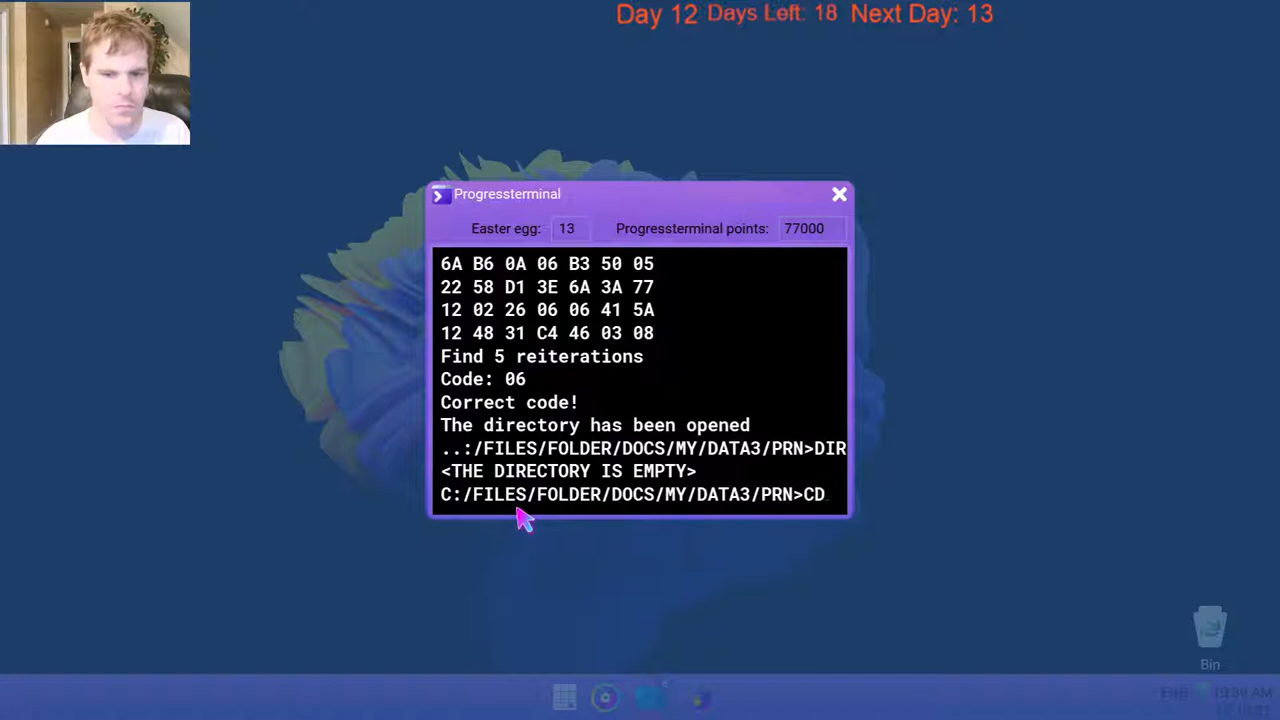 Day 12 Days Left: 18 Next Day: 13
Progressterminal
Easter egg: 13 Progressterminal points: 77000
6A B6 0A 06 B3 50 05
22 58 D1 3E 6A 3A 77
12 02 26 06 06 41 5A
12 48 31 C4 46 03 08
Find 5 reiterations
Code: 06
Correct code!
The directory has been opened
..:/FILES/FOLDER/DOCS/MY/DATA3/PRN>DIR
<THE DIRECTORY IS EMPTY>
C:/FILES/FOLDER/DOCS/MY/DATA3/PRN>CD
Bin
ENG